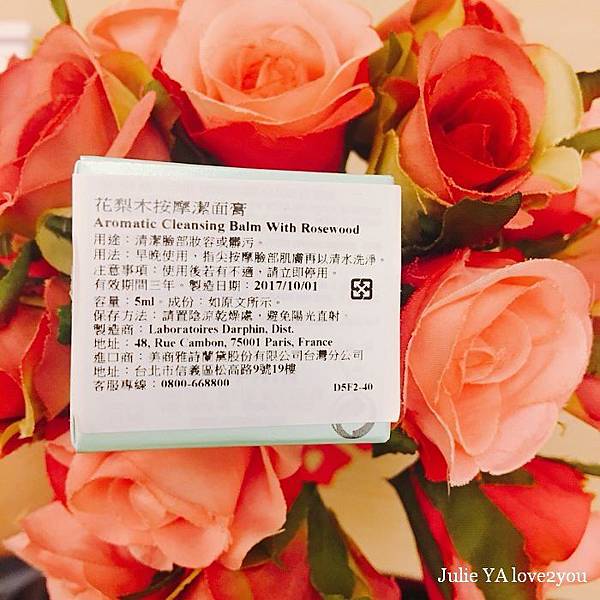 花梨木按摩潔面膏
Aromatic Cleansing Balm With Rosewood
用途：清潔臉部妝容或髒污。
用法：早晚使用，指尖按摩臉部肌膚再以清水洗淨。
注意事項：使用後若有不適，請立即停用。
有效期間三年。製造日期：2017/10/01
容量：5ml。成份：如原文所示。
保存方法：請置陰涼乾燥處，避免陽光直射。
製造商：Laboratoires Darphin, Dist.
地址：48, Rue Cambon, 75001 Paris, France
進口商：美商雅詩蘭黛股份有限公司台灣分公司
地址：台北市信義區松高路9號19樓
客服專線：0800-668800
D5F2-40
Julie YA love2you